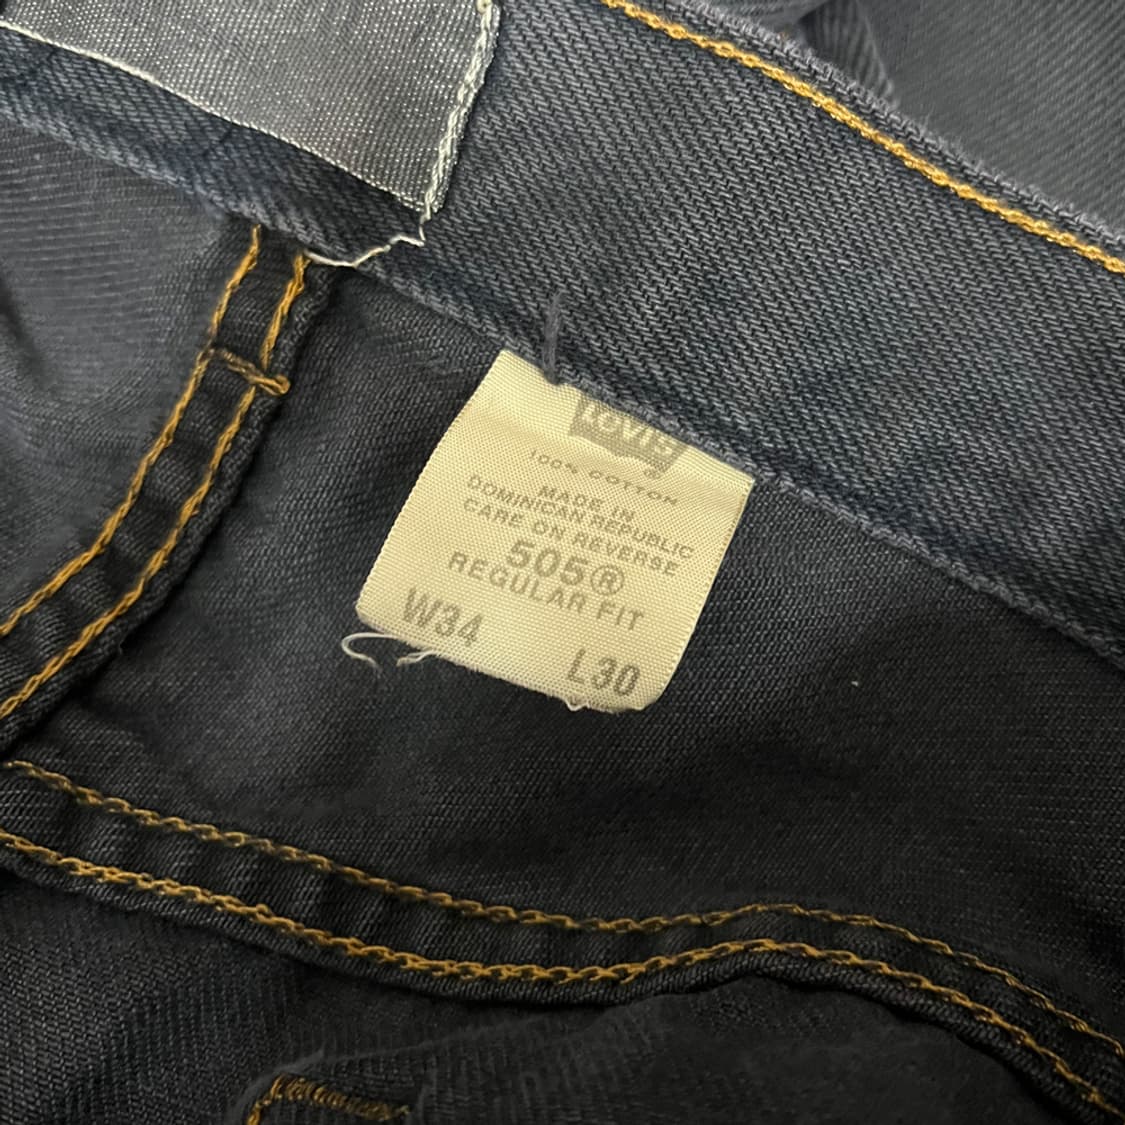 LEVI'S
®
100% COTTON
MADE IN
DOMINICAN REPUBLIC
CARE ON REVERSE
505®
REGULAR FIT
W34
L30